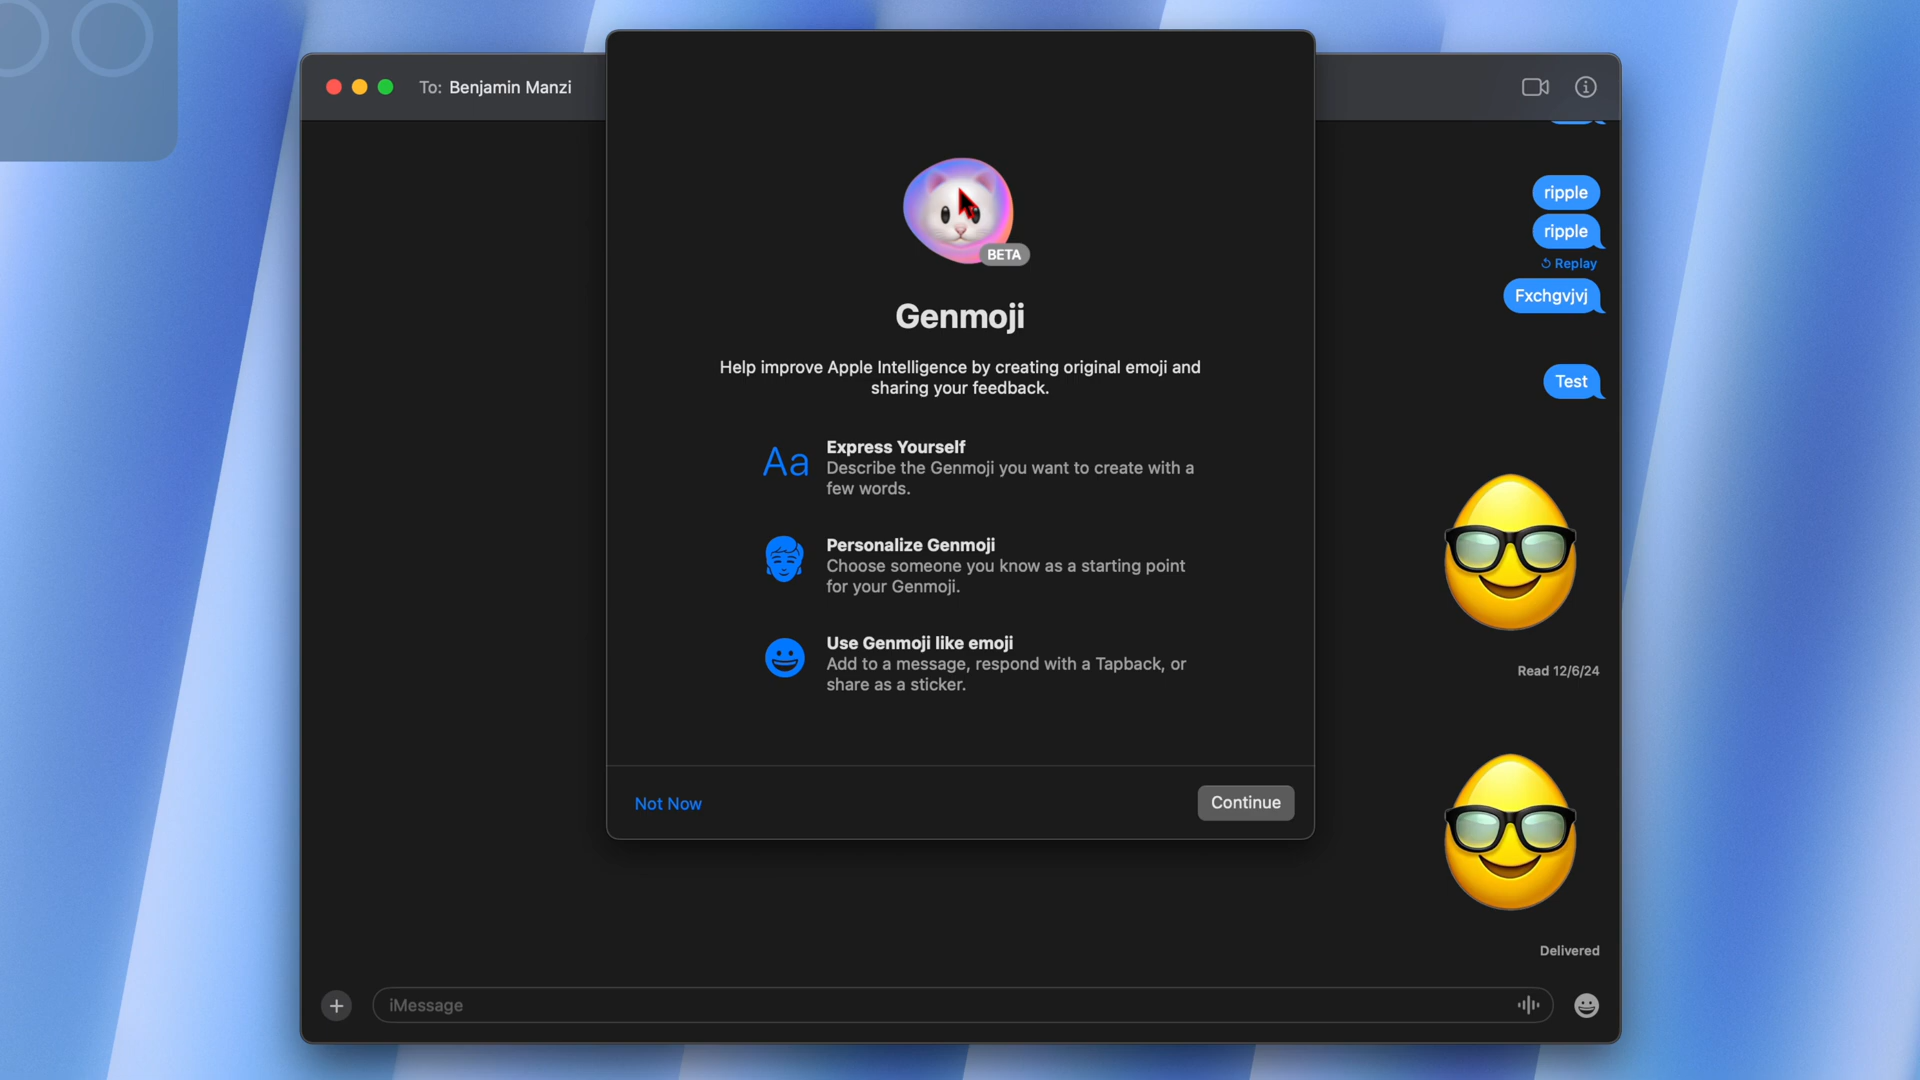 To: Benjamin Manzi
BETA
Genmoji
Help improve Apple Intelligence by creating original emoji and
sharing your feedback.
Aa
Express Yourself
Describe the Genmoji you want to create with a
few words.
Personalize Genmoji
Choose someone you know as a starting point
for your Genmoji.
Use Genmoji like emoji
Add to a message, respond with a Tapback, or
share as a sticker.
Not Now
Continue
ripple
ripple
Replay
Fxchgvjvj
Test
Read 12/6/24
Delivered
iMessage